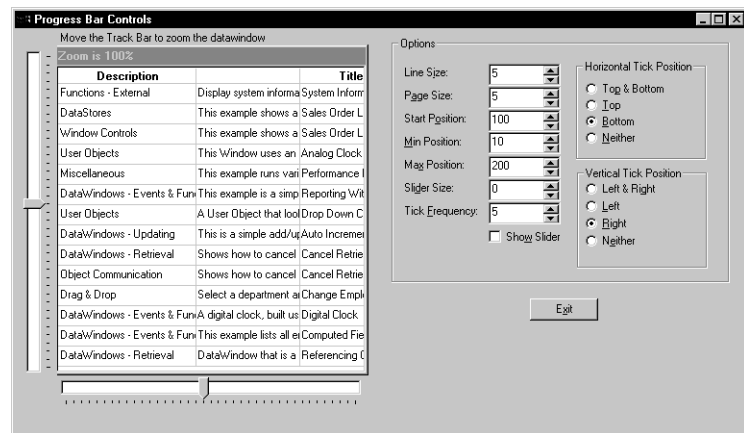 Progress Bar Controls
Move the Track Bar to zoom the datawindow
Zoom is 100%
Description Title
Functions - External Display system informa System Inform
DataStores This example shows a Sales Order L
Window Controls This example shows a Sales Order L
User Objects This Window uses an Analog Clock
Miscellaneous This example runs vari Performance
DataWindows - Events & Fun This example is a simp Reporting Wit
User Objects A User Object that loo Drop Down C
DataWindows - Updating This is a simple add/up Auto Increme
DataWindows - Retrieval Shows how to cancel Cancel Retrie
Object Communication Shows how to cancel Cancel Retrie
Drag & Drop Select a department a Change Empl
DataWindows - Events & Fun A digital clock, built us Digital Clock
DataWindows - Events & Fun This example lists all e Computed Fie
DataWindows - Retrieval DataWindow that is a Referencing
Options
Line Size: 5
Page Size: 5
Start Position: 100
Min Position: 10
Max Position: 200
Slider Size: 0
Tick Frequency: 5
Show Slider
Horizontal Tick Position
Top & Bottom
Top
Bottom
Neither
Vertical Tick Position
Left & Right
Left
Right
Neither
Exit